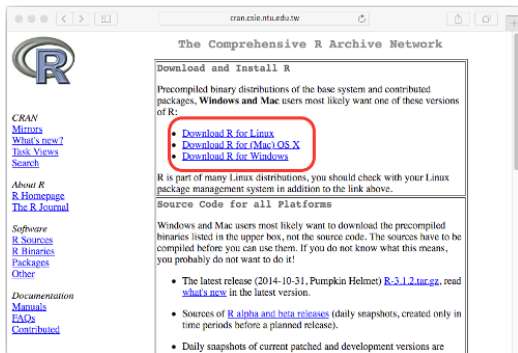 cran.csie.ntu.edu.tw
R
The Comprehensive R Archive Network
CRAN
Mirrors
What's new?
Task Views
Search
About R
R Homepage
The R Journal
Software
R Sources
R Binaries
Packages
Other
Documentation
Manuals
FAQs
Contributed
Download and Install R
Precompiled binary distributions of the base system and contributed
packages, Windows and Mac users most likely want one of these versions
of R:
• Download R for Linux
• Download R for (Mac) OS X
• Download R for Windows
R is part of many Linux distributions, you should check with your Linux
package management system in addition to the link above.
Source Code for all Platforms
Windows and Mac users most likely want to download the precompiled
binaries listed in the upper box, not the source code. The sources have to be
compiled before you can use them. If you do not know what this means,
you probably do not want to do it!
• The latest release (2014-10-31, Pumpkin Helmet) R-3.1.2.tar.gz, read
what's new in the latest version.
• Sources of R alpha and beta releases (daily snapshots, created only in
time periods before a planned release).
• Daily snapshots of current patched and development versions are